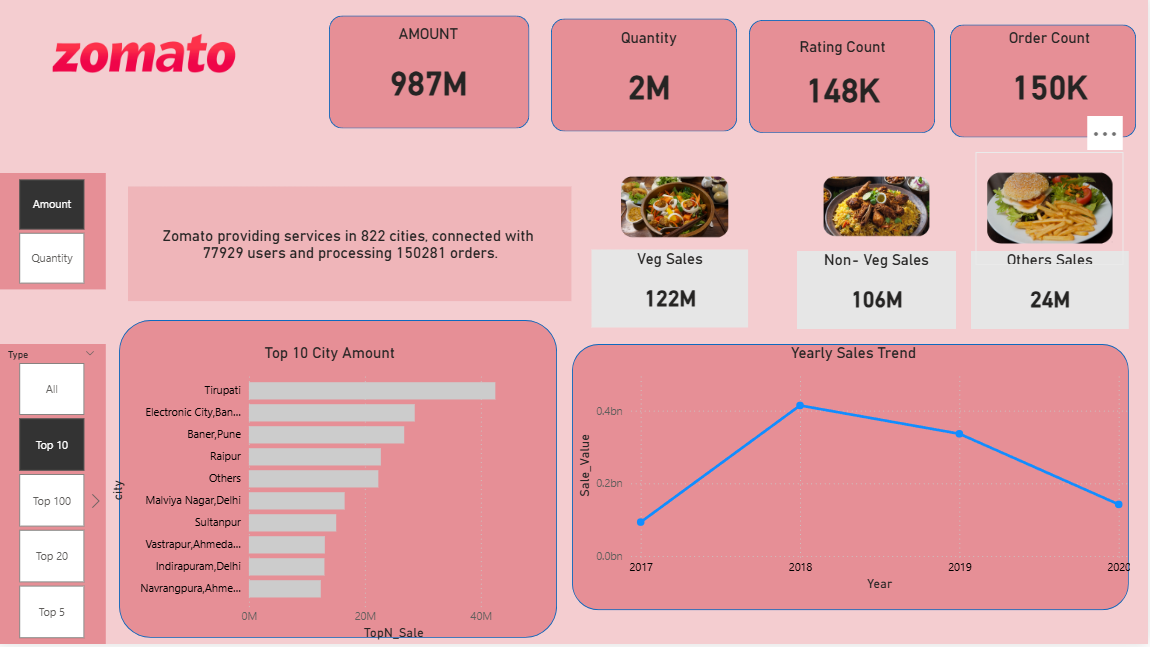 zomato
AMOUNT
987M
Quantity
2M
Rating Count
148K
Order Count
150K
Amount
Quantity
Zomato providing services in 822 cities, connected with
77929 users and processing 150281 orders.
Veg Sales
122M
Non- Veg Sales
106M
Others Sales
24M
Type
All
Top 10
Top 100
Top 20
Top 5
Top 10 City Amount
city
Tirupati
Electronic City,Ban...
Baner,Pune
Raipur
Others
Malviya Nagar,Delhi
Sultanpur
Vastrapur,Ahmeda...
Indirapuram,Delhi
Navrangpura,Ahme...
0M
20M
40M
TopN_Sale
Yearly Sales Trend
Sale_Value
0.4bn
0.2bn
0.0bn
2017
2018
2019
2020
Year